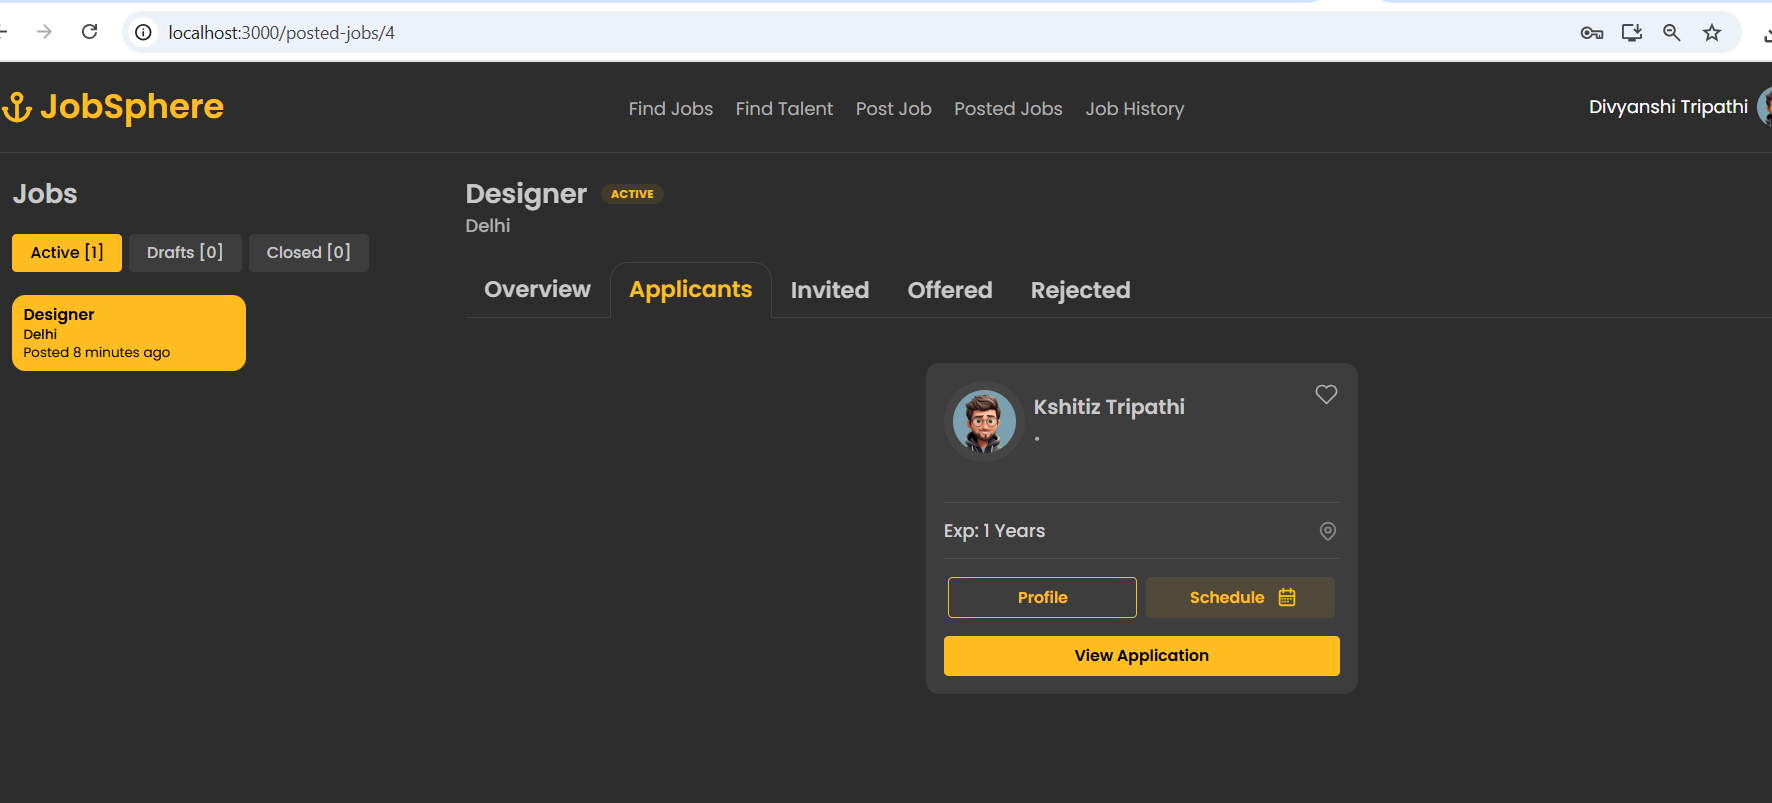 localhost:3000/posted-jobs/4
JobSphere
Find Jobs Find Talent Post Job Posted Jobs Job History
Divyanshi Tripathi
Jobs
Active [1] Drafts [0] Closed [0]
Designer
Delhi
Posted 8 minutes ago
Designer ACTIVE
Delhi
Overview Applicants Invited Offered Rejected
Kshitiz Tripathi
•
Exp: 1 Years
Profile Schedule
View Application